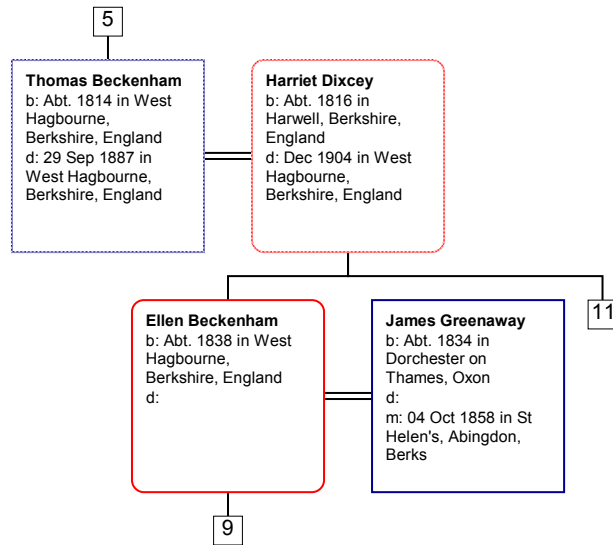 5
Thomas Beckenham
b: Abt. 1814 in West
Hagbourne,
Berkshire, England
d: 29 Sep 1887 in
West Hagbourne,
Berkshire, England
Harriet Dixcey
b: Abt. 1816 in
Harwell, Berkshire,
England
d: Dec 1904 in West
Hagbourne,
Berkshire, England
11
Ellen Beckenham
b: Abt. 1838 in West
Hagbourne,
Berkshire, England
d:
James Greenaway
b: Abt. 1834 in
Dorchester on
Thames, Oxon
d:
m: 04 Oct 1858 in St
Helen's, Abingdon,
Berks
9